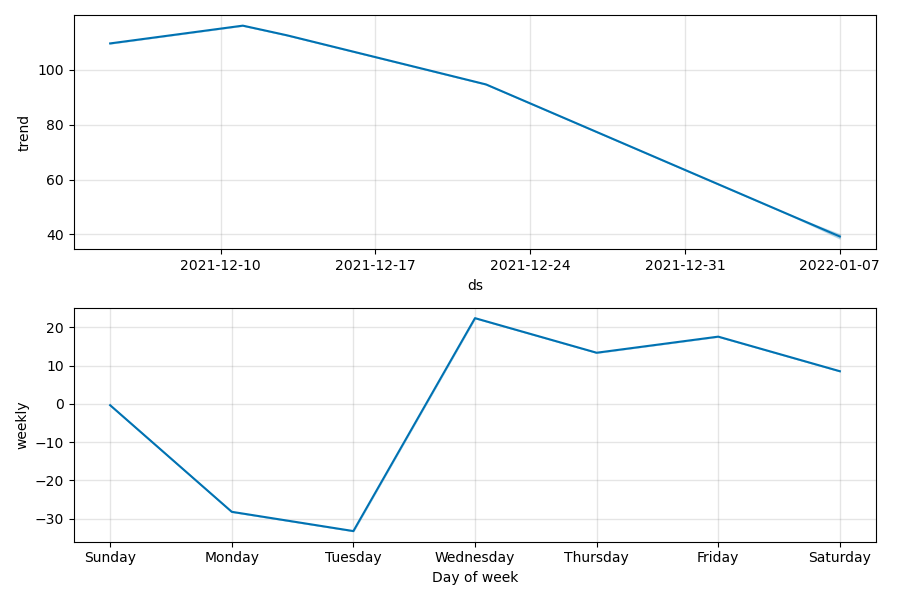 100
80
60
40
trend
2021-12-10 2021-12-17 2021-12-24 2021-12-31 2022-01-07
ds
20
10
0
−10
−20
−30
weekly
Sunday Monday Tuesday Wednesday Thursday Friday Saturday
Day of week